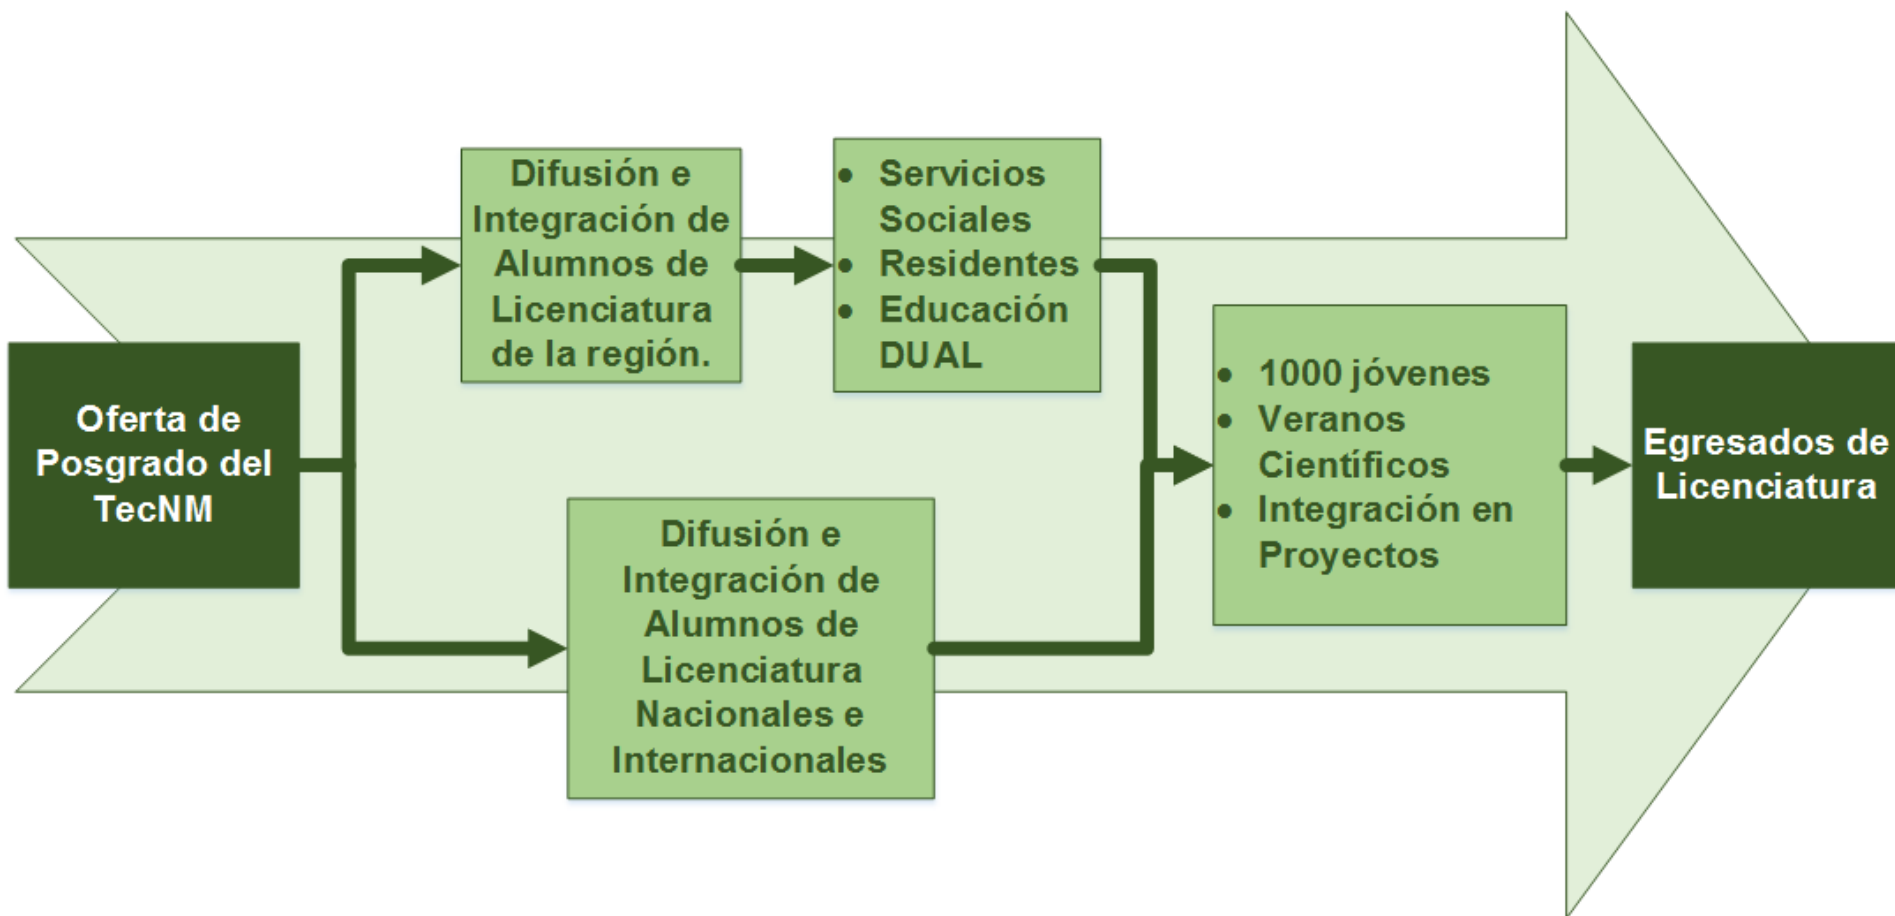 Oferta de
Posgrado del
TecNM
Difusión e
Integración de
Alumnos de
Licenciatura
de la región.
• Servicios
Sociales
• Residentes
• Educación
DUAL
Difusión e
Integración de
Alumnos de
Licenciatura
Nacionales e
Internacionales
• 1000 jóvenes
• Veranos
Científicos
• Integración en
Proyectos
Egresados de
Licenciatura